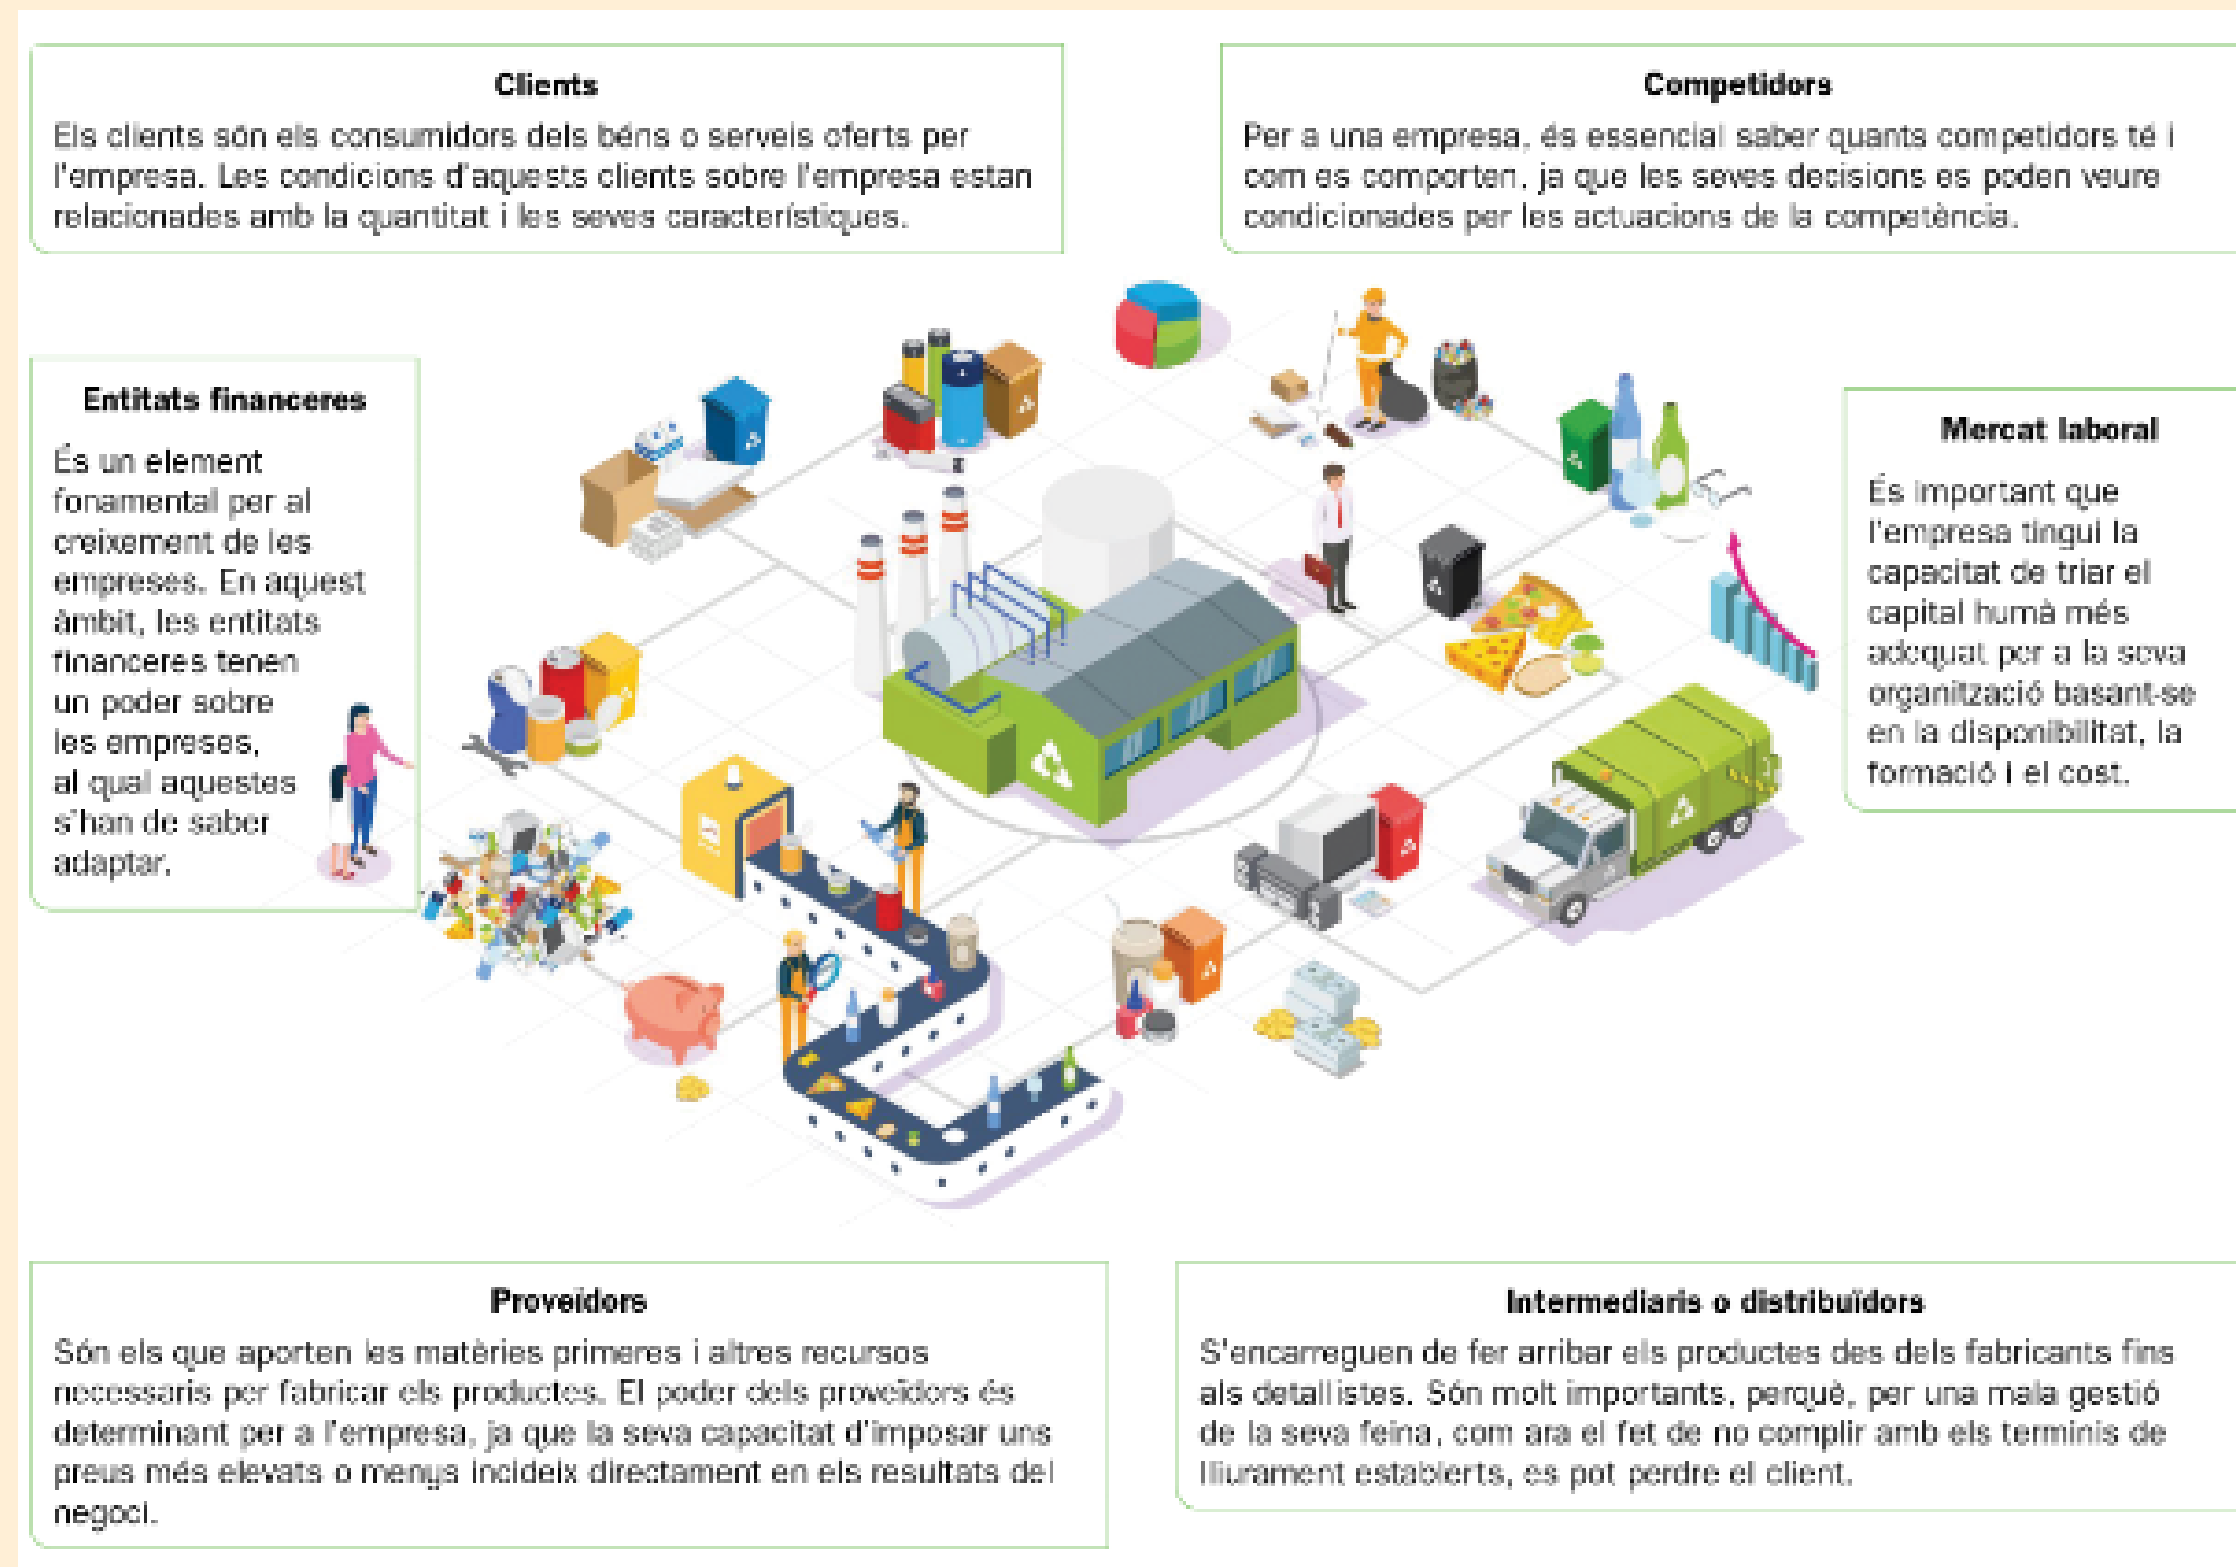 Clients
Els clients són els consumidors dels béns o serveis oferts per
l'empresa. Les condicions d'aquests clients sobre l'empresa estan
relacionades amb la quantitat i les seves característiques.
Competidors
Per a una empresa, és essencial saber quants competidors té i
com es comporten, ja que les seves decisions es poden veure
condicionades per les actuacions de la competència.
Entitats financeres
És un element
fonamental per al
creixement de les
empreses. En aquest
àmbit, les entitats
financeres tenen
un poder sobre
les empreses,
al qual aquestes
s'han de saber
adaptar.
Mercat laboral
És important que
l'empresa tingui la
capacitat de triar el
capital humà més
adequat per a la seva
organització basant-se
en la disponibilitat, la
formació i el cost.
Proveïdors
Són els que aporten les matèries primeres i altres recursos
necessaris per fabricar els productes. El poder dels proveïdors és
determinant per a l'empresa, ja que la seva capacitat d'imposar uns
preus més elevats o menys incideix directament en els resultats del
negoci.
Intermediaris o distribuïdors
S'encarreguen de fer arribar els productes des dels fabricants fins
als detallistes. Són molt importants, perquè, per una mala gestió
de la seva feina, com ara el fet de no complir amb els terminis de
lliurament establerts, es pot perdre el client.